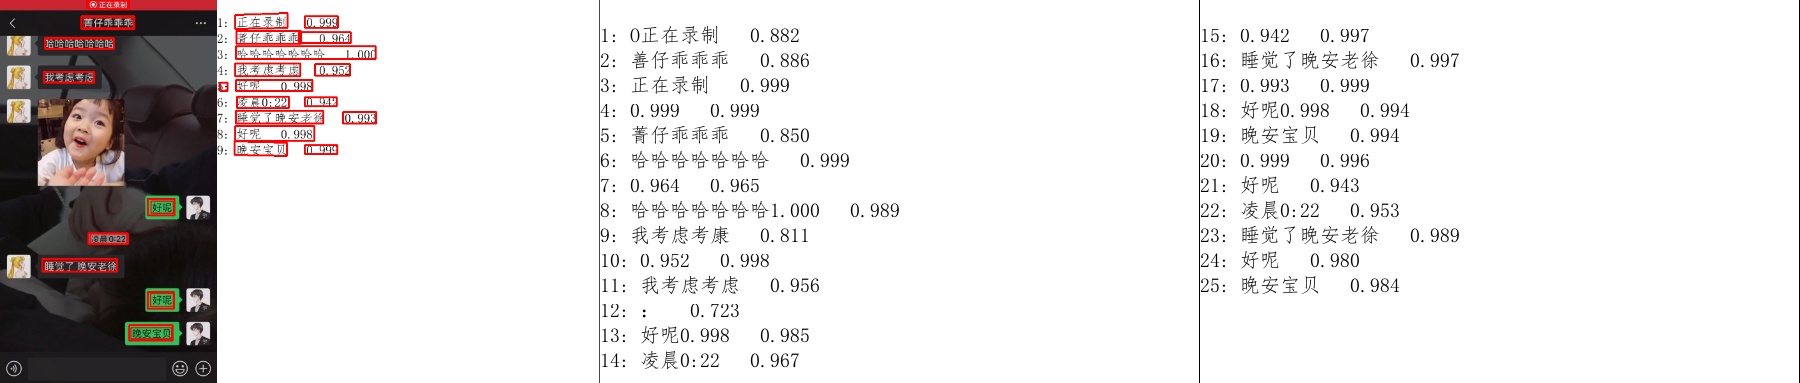 正在录制
菁仔乖乖乖
哈哈哈哈哈哈哈
我考虑考虑
好呢
凌晨0:22
睡觉了 晚安老徐
好呢
晚安宝贝
1: 正在录制 0.999
2: 菁仔乖乖乖 0.964
3: 哈哈哈哈哈哈哈 1.000
4: 我考虑考虑 0.952
5: 好呢 0.998
6: 凌晨0:22 0.942
7: 睡觉了晚安老徐 0.993
8: 好呢 0.998
9: 晚安宝贝 0.999
1: O正在录制 0.882
2: 善仔乖乖乖 0.886
3: 正在录制 0.999
4: 0.999 0.999
5: 菁仔乖乖乖 0.850
6: 哈哈哈哈哈哈哈 0.999
7: 0.964 0.965
8: 哈哈哈哈哈哈哈1.000 0.989
9: 我考虑考康 0.811
10: 0.952 0.998
11: 我考虑考虑 0.956
12: : 0.723
13: 好呢0.998 0.985
14: 凌晨0:22 0.967
15: 0.942 0.997
16: 睡觉了晚安老徐 0.997
17: 0.993 0.999
18: 好呢0.998 0.994
19: 晚安宝贝 0.994
20: 0.999 0.996
21: 好呢 0.943
22: 凌晨0:22 0.953
23: 睡觉了晚安老徐 0.989
24: 好呢 0.980
25: 晚安宝贝 0.984